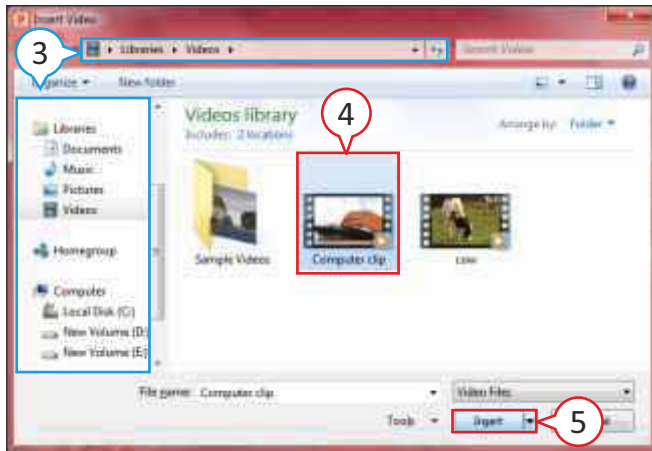 Insert Video
3
Libraries Videos
Search Videos
Organize New folder
4
Videos library
Includes: 2 locations
Arrange by: Folder
Libraries
Documents
Music
Pictures
Videos
Homegroup
Computer
Local Disk (C:)
New Volume (D:)
New Volume (E:)
Sample Videos
Computer clip
cow
File name: Computer clip
Video Files
Tools
Insert
5